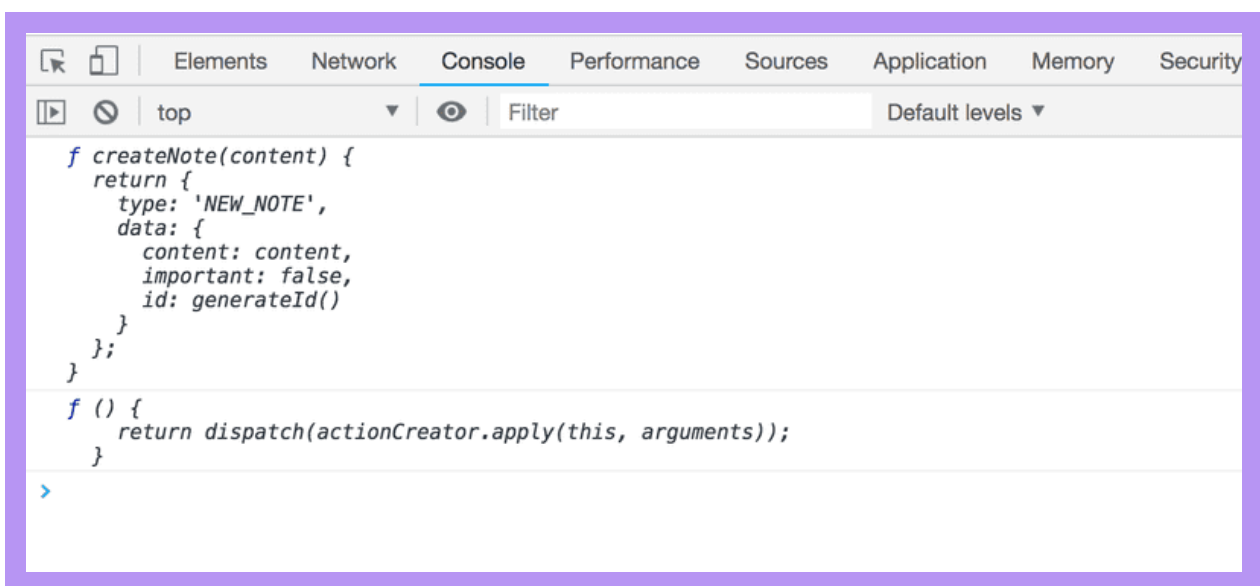 Elements Network Console Performance Sources Application Memory Security
top Filter Default levels
f createNote(content) {
  return {
    type: 'NEW_NOTE',
    data: {
      content: content,
      important: false,
      id: generateId()
    }
  };
}
f () {
    return dispatch(actionCreator.apply(this, arguments));
  }
>